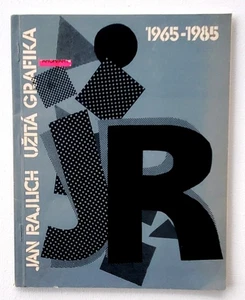 JAN RAJLICH UŽITÁ GRAFIKA
1965-1985
JR